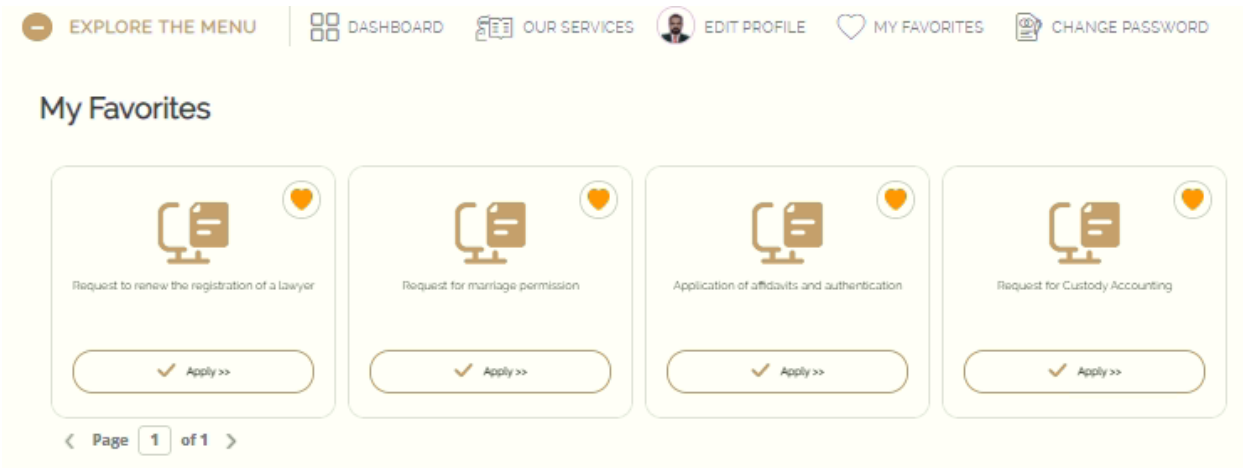 EXPLORE THE MENU DASHBOARD OUR SERVICES EDIT PROFILE MY FAVORITES CHANGE PASSWORD
My Favorites
Request to renew the registration of a lawyer
Apply >>
Request for marriage permission
Apply >>
Application of affidavits and authentication
Apply >>
Request for Custody Accounting
Apply >>
Page 1 of 1